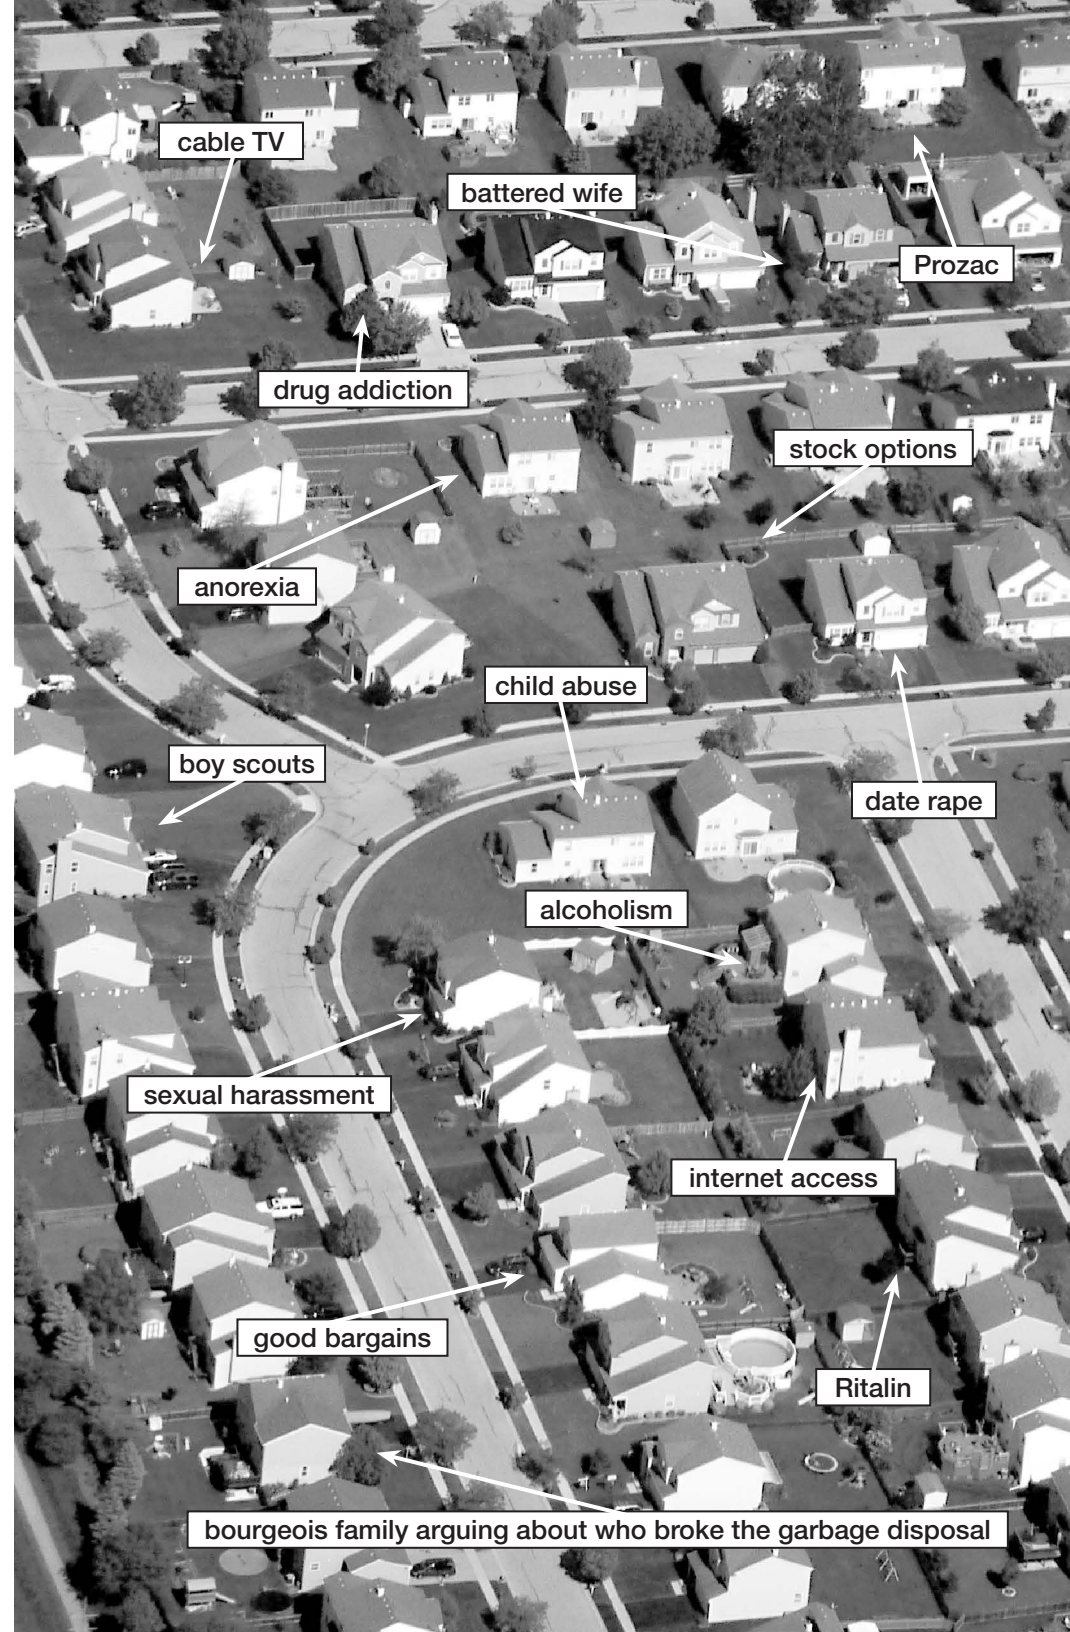 cable TV
battered wife
Prozac
drug addiction
stock options
anorexia
child abuse
boy scouts
date rape
alcoholism
sexual harassment
internet access
good bargains
Ritalin
bourgeois family arguing about who broke the garbage disposal